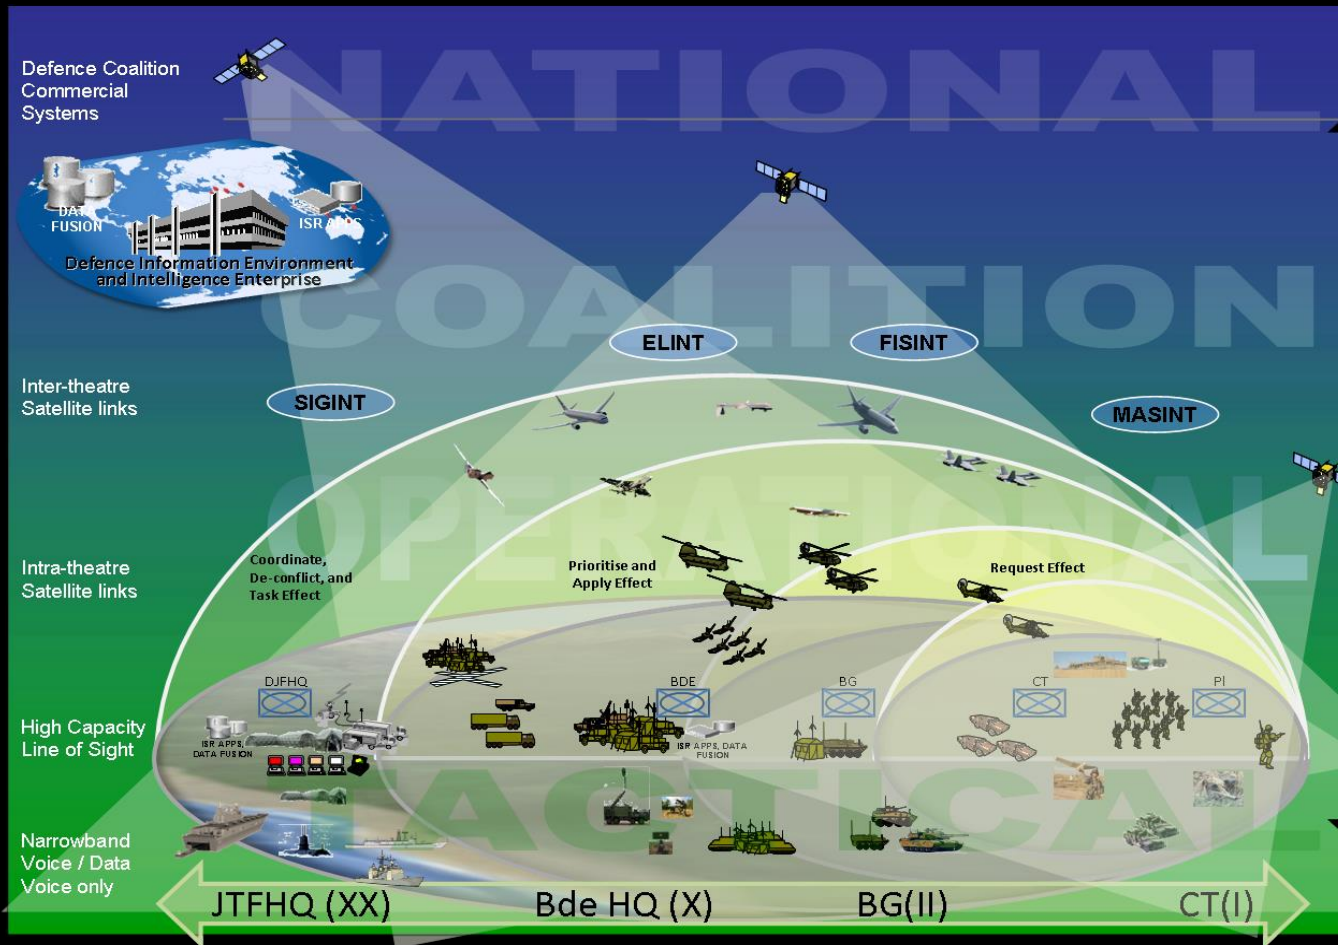 NATIONAL
Defence Coalition
Commercial
Systems
DATA
FUSION
ISR APPS
Defence Information Environment
and Intelligence Enterprise
COALITION
ELINT
FISINT
Inter-theatre
Satellite links
SIGINT
MASINT
OPERATIONAL
Intra-theatre
Satellite links
Coordinate,
De-conflict, and
Task Effect
Prioritise and
Apply Effect
Request Effect
DJFHQ
BDE
BG
CT
Pl
High Capacity
Line of Sight
ISR APPS,
DATA FUSION
ISR APPS, DATA
FUSION
TACTICAL
Narrowband
Voice / Data
Voice only
JTFHQ (XX)
Bde HQ (X)
BG(II)
CT(I)